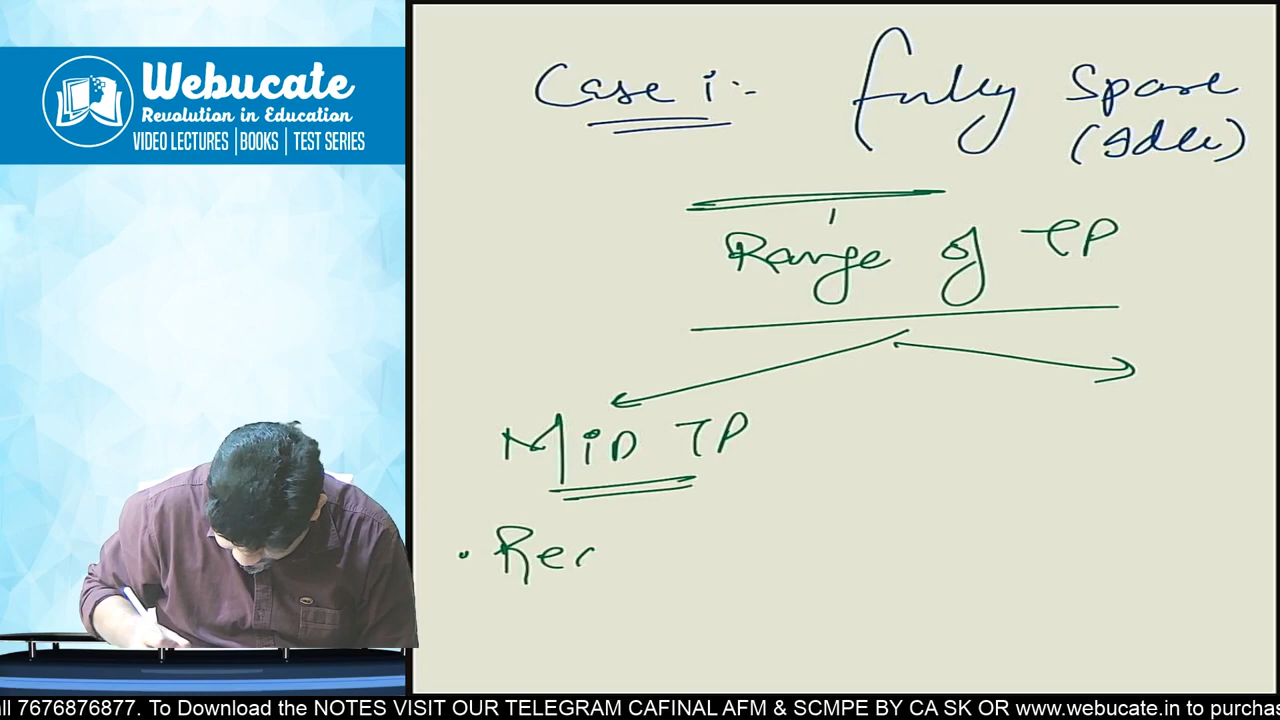 Webucate
Revolution in Education
VIDEO LECTURES | BOOKS | TEST SERIES
Case i:- fully Spare
(Idle)
Range of TP
Min TP
. Rec
ll 7676876877. To Download the NOTES VISIT OUR TELEGRAM CAFINAL AFM & SCMPE BY CA SK OR www.webucate.in to purchas